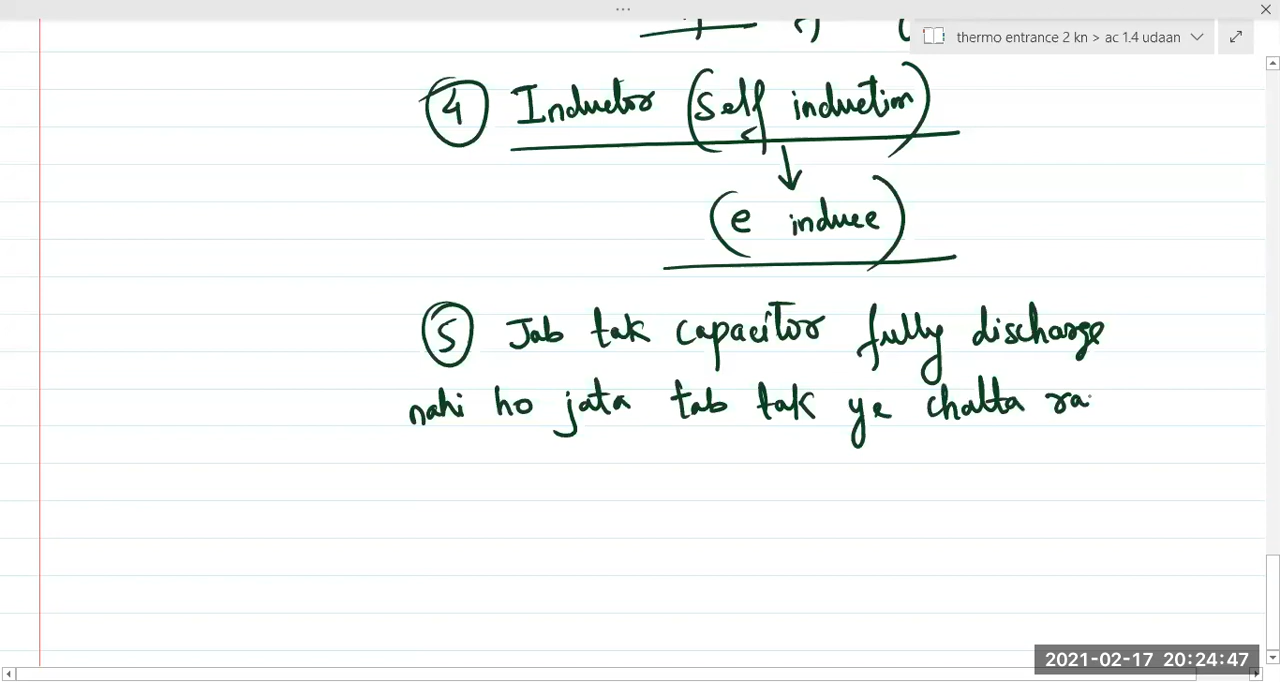 thermo entrance 2 kn > ac 1.4 udaan
4 Inductor (Self induction)
(e induce)
5 Jab tak capacitor fully discharge
nahi ho jata tab tak ye chalta ra
2021-02-17 20:24:47